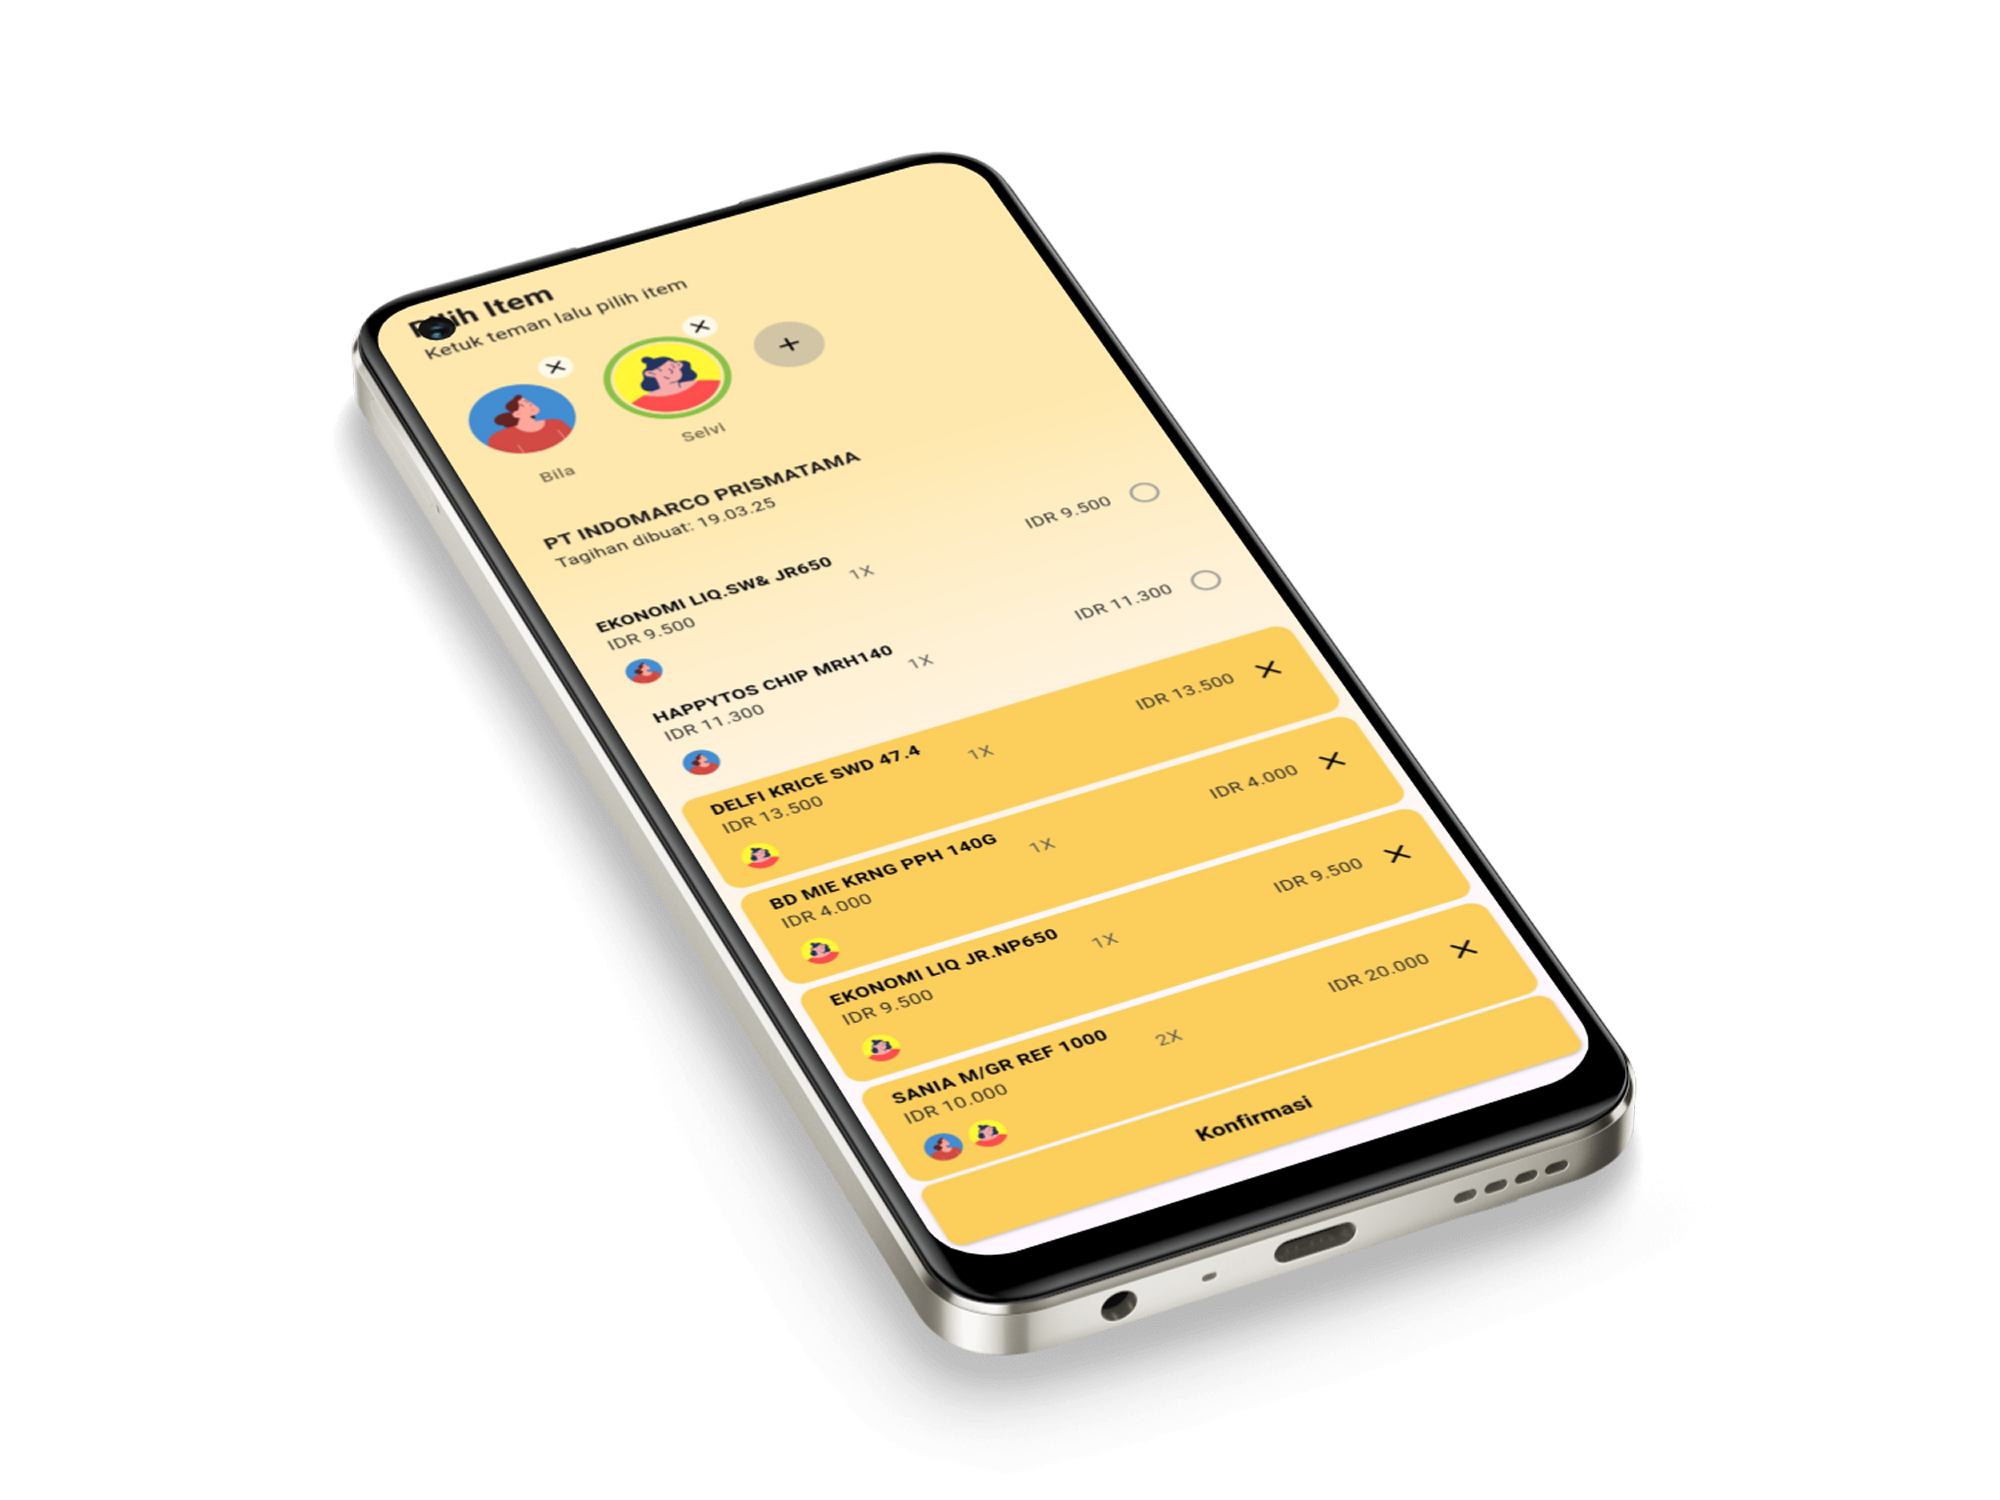 Pilih Item
Ketuk teman lalu pilih item
Bila
Selvi
PT INDOMARCO PRISMATAMA
Tagihan dibuat: 19.03.25
EKONOMI LIQ.SW& JR650 1X IDR 9.500
IDR 9.500
HAPPYTOS CHIP MRH140 1X IDR 11.300
IDR 11.300
DELFI KRICE SWD 47.4 1X IDR 13.500
IDR 13.500
BD MIE KRNG PPH 140G 1X IDR 4.000
IDR 4.000
EKONOMI LIQ JR.NP650 1X IDR 9.500
IDR 9.500
SANIA M/GR REF 1000 2X IDR 20.000
IDR 10.000
Konfirmasi